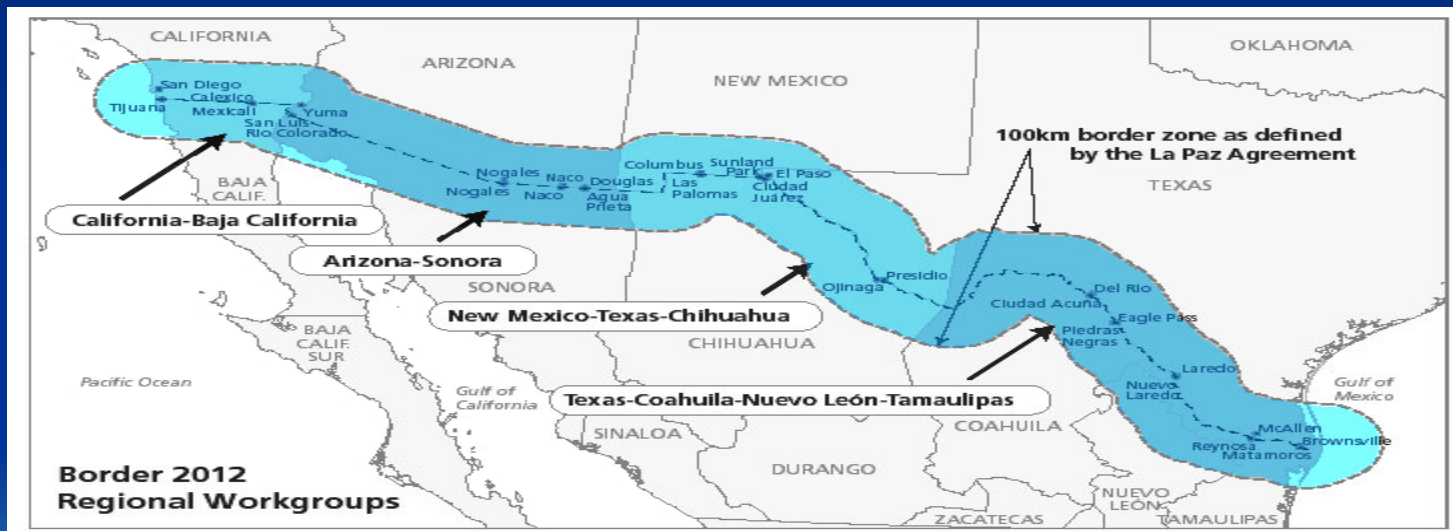 CALIFORNIA
ARIZONA
NEW MEXICO
OKLAHOMA
San Diego
Tijuana
Calexico
Mexicali
Yuma
San Luis
Rio Colorado
100km border zone as defined
by the La Paz Agreement
TEXAS
BAJA
CALIF.
Nogales
Nogales
Naco
Naco
Douglas
Agua
Prieta
Columbus
Las
Palomas
Sunland
Park
El Paso
Ciudad
Juárez
California-Baja California
Arizona-Sonora
SONORA
Ojinaga
Presidio
New Mexico-Texas-Chihuahua
CHIHUAHUA
Ciudad Acuña
Del Rio
Piedras
Negras
Eagle Pass
BAJA
CALIF.
SUR
Pacific Ocean
Gulf of
California
Texas-Coahuila-Nuevo León-Tamaulipas
Laredo
Nuevo
Laredo
Gulf of
Mexico
SINALOA
COAHUILA
McAllen
Reynosa
Brownsville
Matamoros
DURANGO
Border 2012
Regional Workgroups
NUEVO
LEÓN
ZACATECAS
TAMAULIPAS